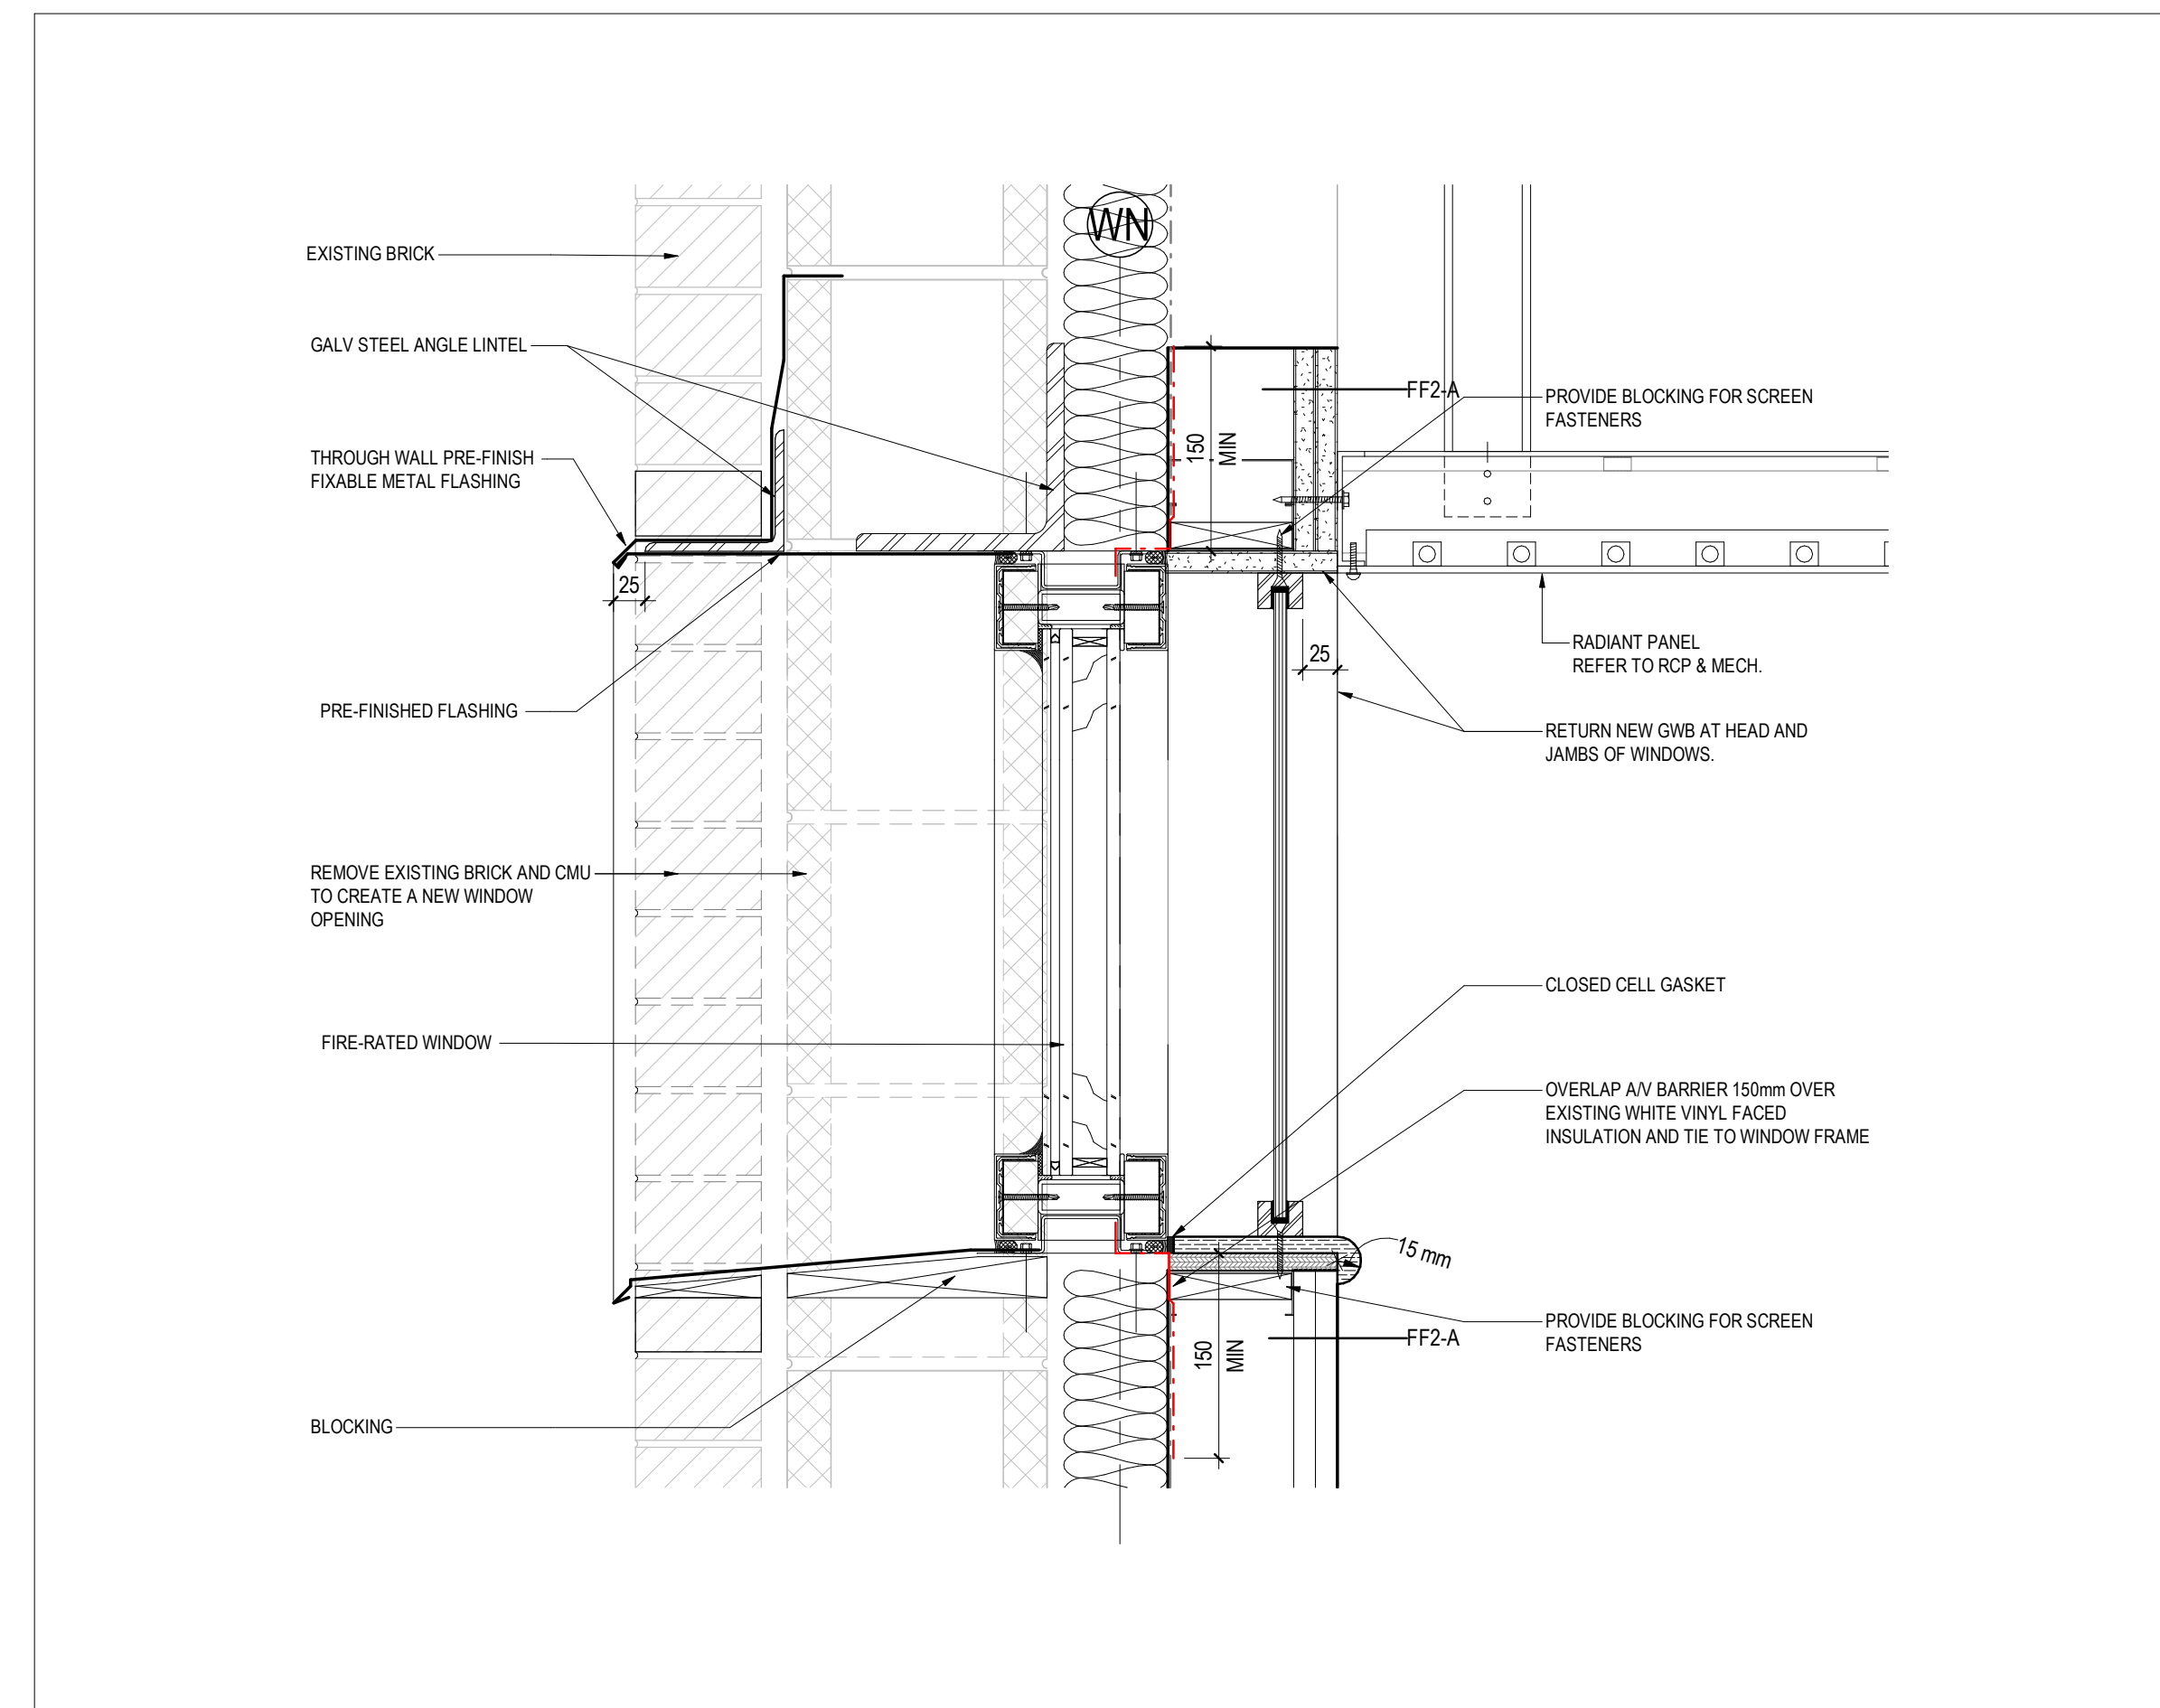 WN
EXISTING BRICK
GALV STEEL ANGLE LINTEL
THROUGH WALL PRE-FINISH
FIXABLE METAL FLASHING
25
PRE-FINISHED FLASHING
REMOVE EXISTING BRICK AND CMU
TO CREATE A NEW WINDOW
OPENING
FIRE-RATED WINDOW
BLOCKING
150
MIN
FF2-A
PROVIDE BLOCKING FOR SCREEN
FASTENERS
25
RADIANT PANEL
REFER TO RCP & MECH.
RETURN NEW GWB AT HEAD AND
JAMBS OF WINDOWS.
CLOSED CELL GASKET
OVERLAP A/V BARRIER 150mm OVER
EXISTING WHITE VINYL FACED
INSULATION AND TIE TO WINDOW FRAME
15 mm
PROVIDE BLOCKING FOR SCREEN
FASTENERS
150
MIN
FF2-A